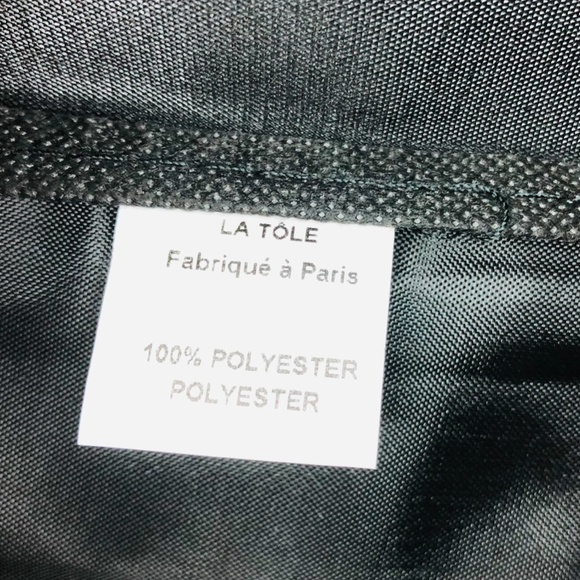 LA TÔLE
Fabriqué à Paris
100% POLYESTER
POLYESTER